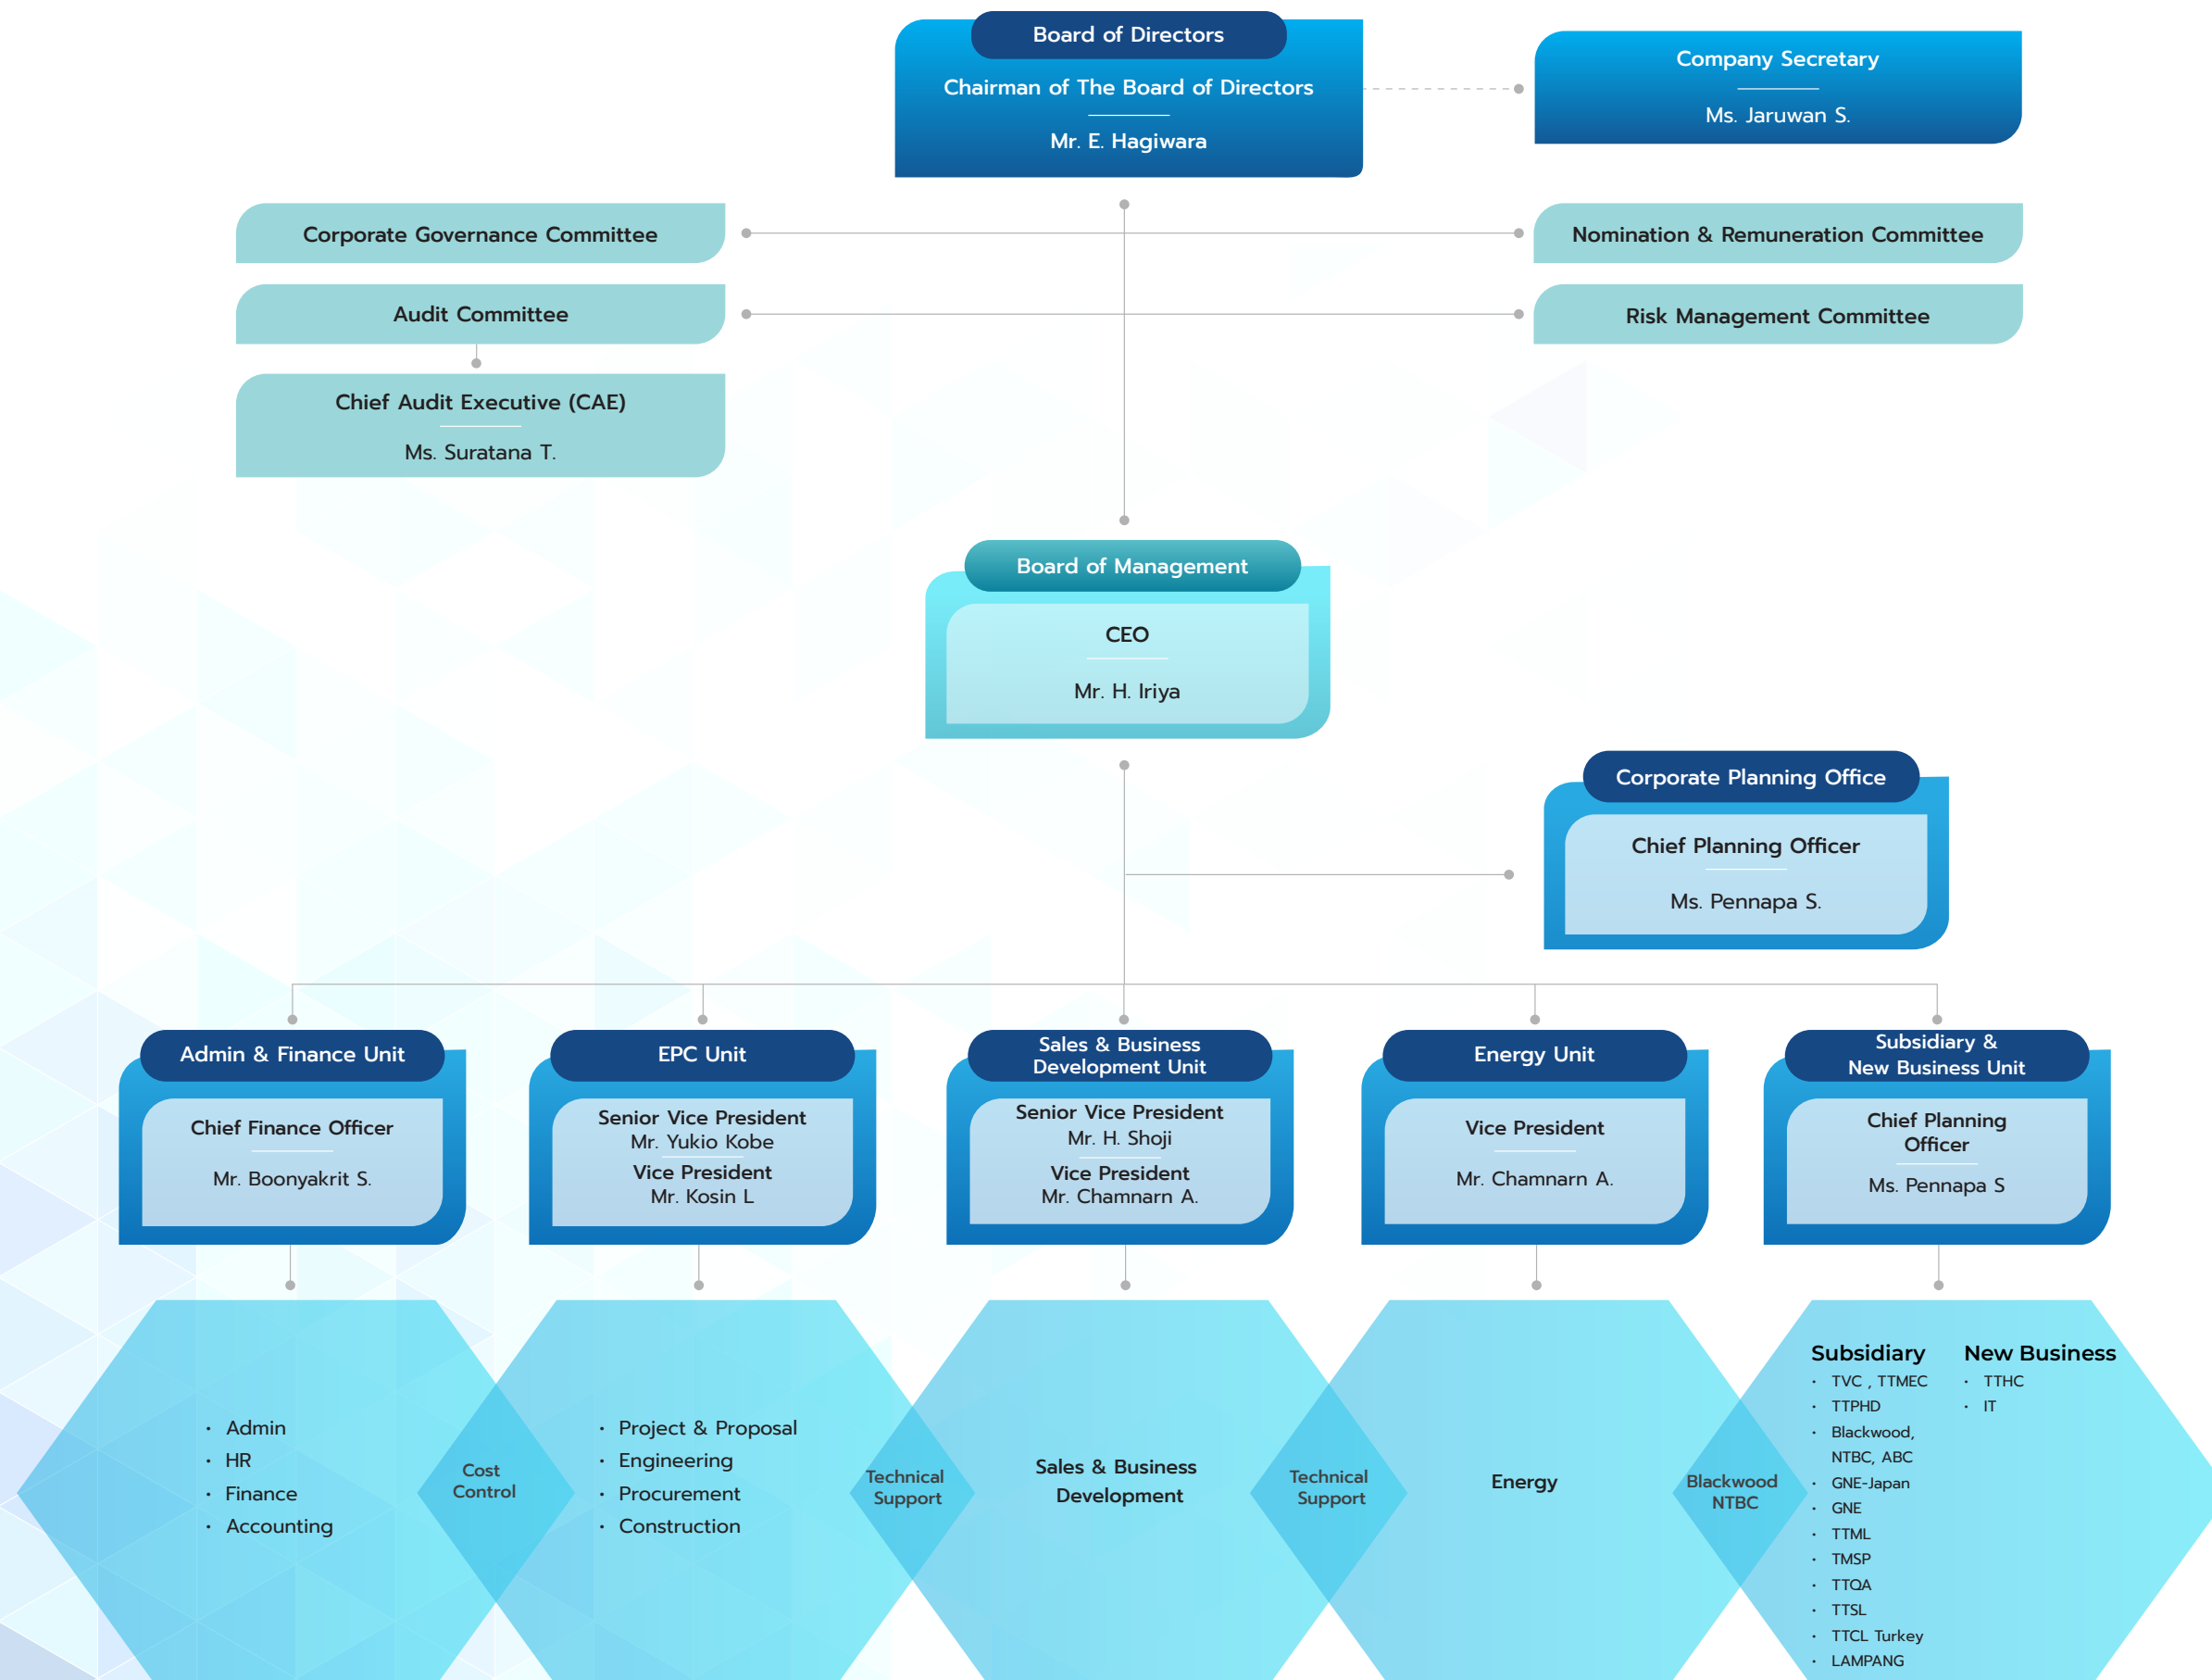 Board of Directors
Chairman of The Board of Directors
Mr. E. Hagiwara
Company Secretary
Ms. Jaruwan S.
Corporate Governance Committee
Nomination & Remuneration Committee
Audit Committee
Risk Management Committee
Chief Audit Executive (CAE)
Ms. Suratana T.
Board of Management
CEO
Mr. H. Iriya
Corporate Planning Office
Chief Planning Officer
Ms. Pennapa S.
Admin & Finance Unit
Chief Finance Officer
Mr. Boonyakrit S.
EPC Unit
Senior Vice President
Mr. Yukio Kobe
Vice President
Mr. Kosin L
Sales & Business
Development Unit
Senior Vice President
Mr. H. Shoji
Vice President
Mr. Chamnarn A.
Energy Unit
Vice President
Mr. Chamnarn A.
Subsidiary &
New Business Unit
Chief Planning
Officer
Ms. Pennapa S
• Admin
• HR
• Finance
• Accounting
Cost
Control
• Project & Proposal
• Engineering
• Procurement
• Construction
Technical
Support
Sales & Business
Development
Technical
Support
Energy
Blackwood
NTBC
Subsidiary
• TVC , TTMEC
• TTPHD
• Blackwood,
NTBC, ABC
• GNE-Japan
• GNE
• TTML
• TMSP
• TTQA
• TTSL
• TTCL Turkey
• LAMPANG
New Business
• TTHC
• IT